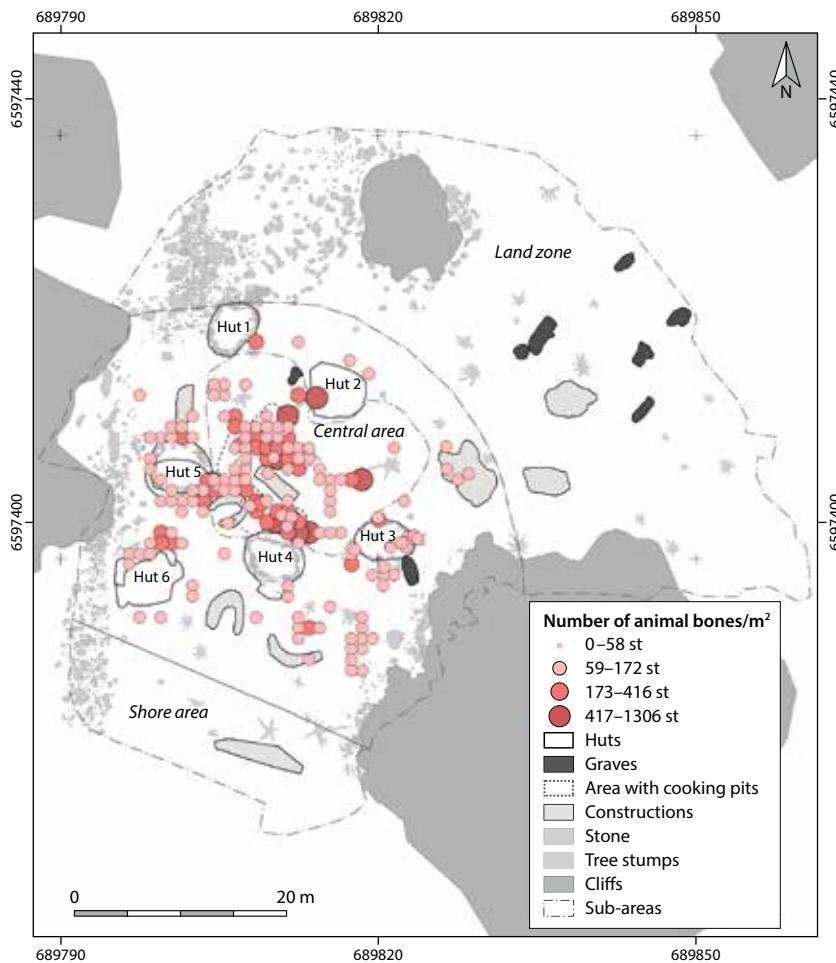 689790 689820 689850
6597440 6597440
N
Land zone
Hut 1
Hut 2
Central area
Hut 5
6597400 6597400
Hut 3
Hut 4
Hut 6
Shore area
Number of animal bones/m²
0–58 st
59–172 st
173–416 st
417–1306 st
Huts
Graves
Area with cooking pits
Constructions
Stone
Tree stumps
Cliffs
Sub-areas
0 20 m
689790 689820 689850